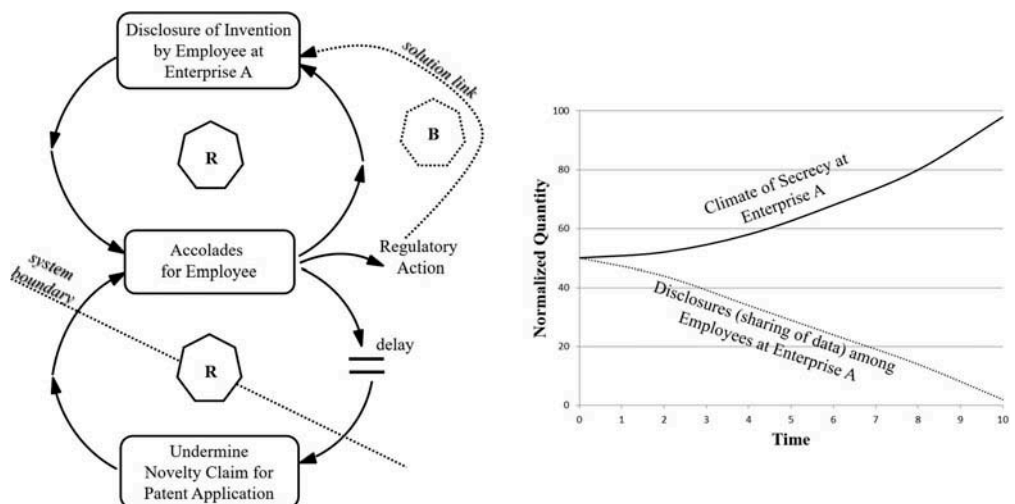 Disclosure of Invention
by Employee at
Enterprise A
solution link
R
B
Accolades
for Employee
Regulatory
Action
system
boundary
R
delay
Undermine
Novelty Claim for
Patent Application
Normalized Quantity
100
80
60
40
20
0
Climate of Secrecy at
Enterprise A
Disclosures (sharing of data) among
Employees at Enterprise A
0 1 2 3 4 5 6 7 8 9 10
Time